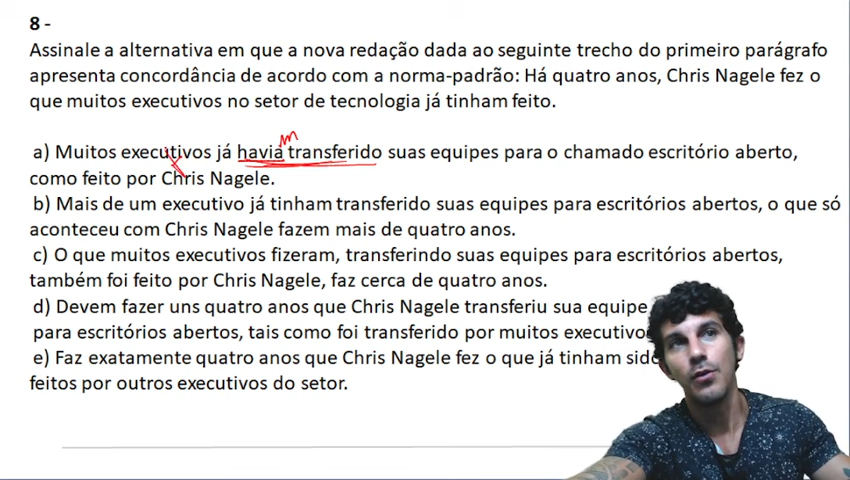 8 -
Assinale a alternativa em que a nova redação dada ao seguinte trecho do primeiro parágrafo
apresenta concordância de acordo com a norma-padrão: Há quatro anos, Chris Nagele fez o
que muitos executivos no setor de tecnologia já tinham feito.
m
a) Muitos executivos já havia transferido suas equipes para o chamado escritório aberto,
como feito por Chris Nagele.
b) Mais de um executivo já tinham transferido suas equipes para escritórios abertos, o que só
aconteceu com Chris Nagele fazem mais de quatro anos.
c) O que muitos executivos fizeram, transferindo suas equipes para escritórios abertos,
também foi feito por Chris Nagele, faz cerca de quatro anos.
d) Devem fazer uns quatro anos que Chris Nagele transferiu sua equipe
para escritórios abertos, tais como foi transferido por muitos
e) Faz exatamente quatro anos que Chris Nagele fez o que já tinham
feitos por outros executivos do setor.